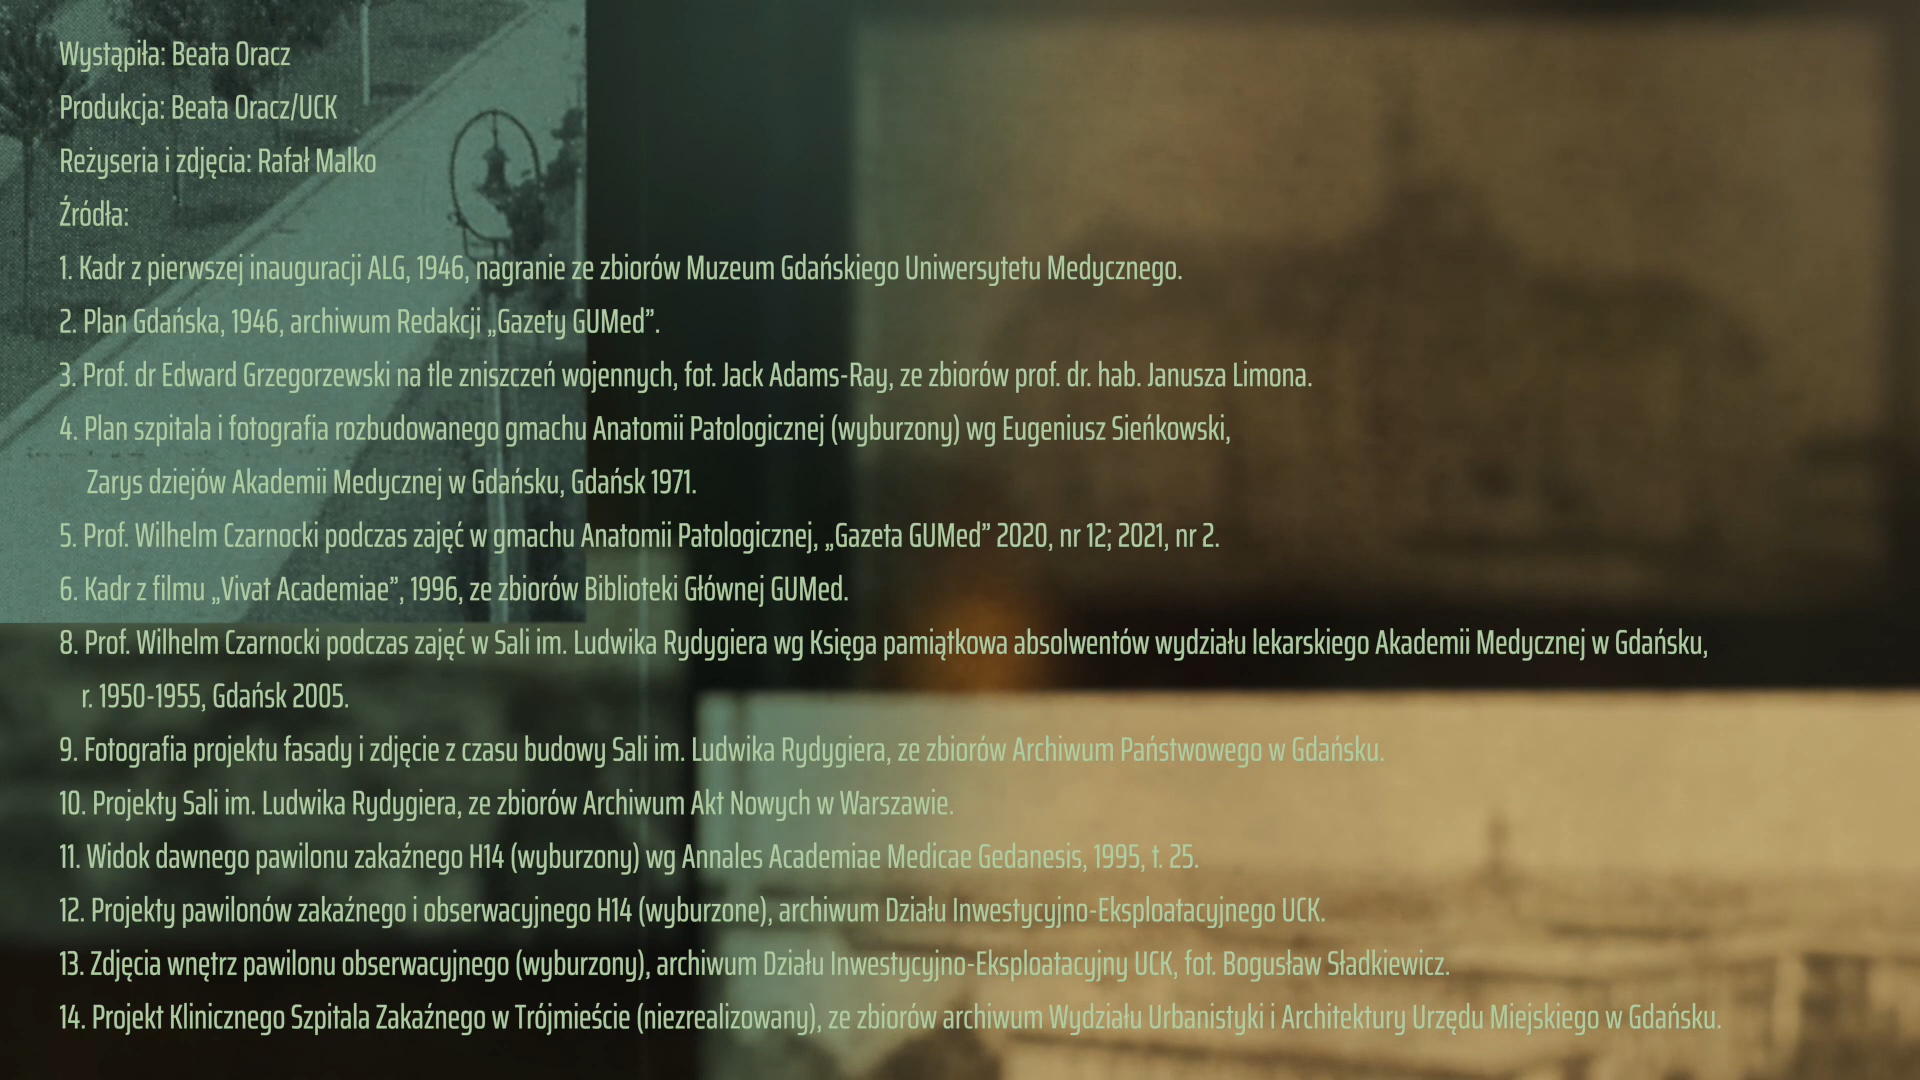 Wystąpiła: Beata Oracz
Produkcja: Beata Oracz/UCK
Reżyseria i zdjęcia: Rafał Malko
Źródła:
1. Kadr z pierwszej inauguracji ALG, 1946, nagranie ze zbiorów Muzeum Gdańskiego Uniwersytetu Medycznego.
2. Plan Gdańska, 1946, archiwum Redakcji „Gazety GUMed”.
3. Prof. dr Edward Grzegorzewski na tle zniszczeń wojennych, fot. Jack Adams-Ray, ze zbiorów prof. dr. hab. Janusza Limona.
4. Plan szpitala i fotografia rozbudowanego gmachu Anatomii Patologicznej (wyburzony) wg Eugeniusz Sieńkowski,
Zarys dziejów Akademii Medycznej w Gdańsku, Gdańsk 1971.
5. Prof. Wilhelm Czarnocki podczas zajęć w gmachu Anatomii Patologicznej, „Gazeta GUMed” 2020, nr 12; 2021, nr 2.
6. Kadr z filmu „Vivat Academiae”, 1996, ze zbiorów Biblioteki Głównej GUMed.
8. Prof. Wilhelm Czarnocki podczas zajęć w Sali im. Ludwika Rydygiera wg Księga pamiątkowa absolwentów wydziału lekarskiego Akademii Medycznej w Gdańsku,
r. 1950-1955, Gdańsk 2005.
9. Fotografia projektu fasady i zdjęcie z czasu budowy Sali im. Ludwika Rydygiera, ze zbiorów Archiwum Państwowego w Gdańsku.
10. Projekty Sali im. Ludwika Rydygiera, ze zbiorów Archiwum Akt Nowych w Warszawie.
11. Widok dawnego pawilonu zakaźnego H14 (wyburzony) wg Annales Academiae Medicae Gedanesis, 1995, t. 25.
12. Projekty pawilonów zakaźnego i obserwacyjnego H14 (wyburzone), archiwum Działu Inwestycyjno-Eksploatacyjnego UCK.
13. Zdjęcia wnętrz pawilonu obserwacyjnego (wyburzony), archiwum Działu Inwestycyjno-Eksploatacyjny UCK, fot. Bogusław Sładkiewicz.
14. Projekt Klinicznego Szpitala Zakaźnego w Trójmieście (niezrealizowany), ze zbiorów archiwum Wydziału Urbanistyki i Architektury Urzędu Miejskiego w Gdańsku.